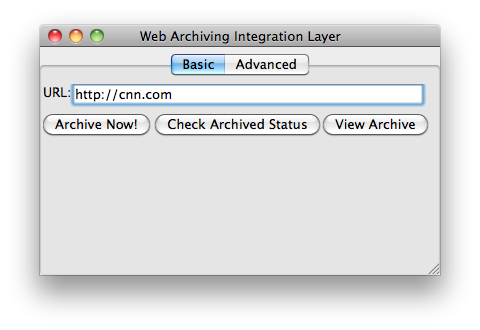 Web Archiving Integration Layer
Basic Advanced
URL: http://cnn.com
Archive Now! Check Archived Status View Archive